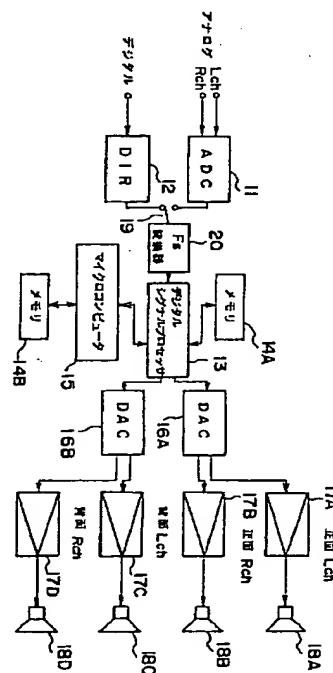 アナログ
Lch
Rch
デジタル
ADC
11
DIR
12
19
20
Fs
変換器
デジタル
シグナルプロセッサ
13
メモリ
14A
マイクロコンピュータ
15
メモリ
14B
DAC
16A
DAC
16B
17A 正面 Lch
17B 正面 Rch
背面 Lch
17C
背面 Rch
17D
18A
18B
18C
18D